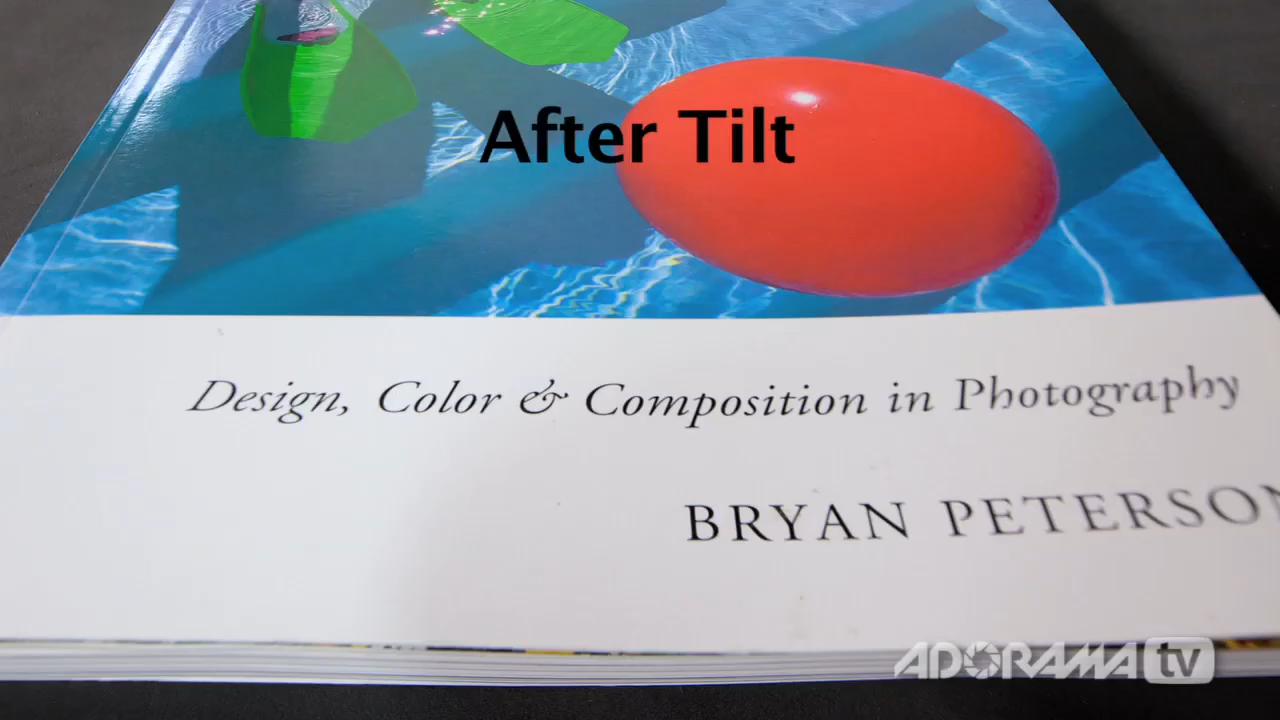 After Tilt
Design, Color & Composition in Photography
BRYAN PETERSON
ADORAMA tv